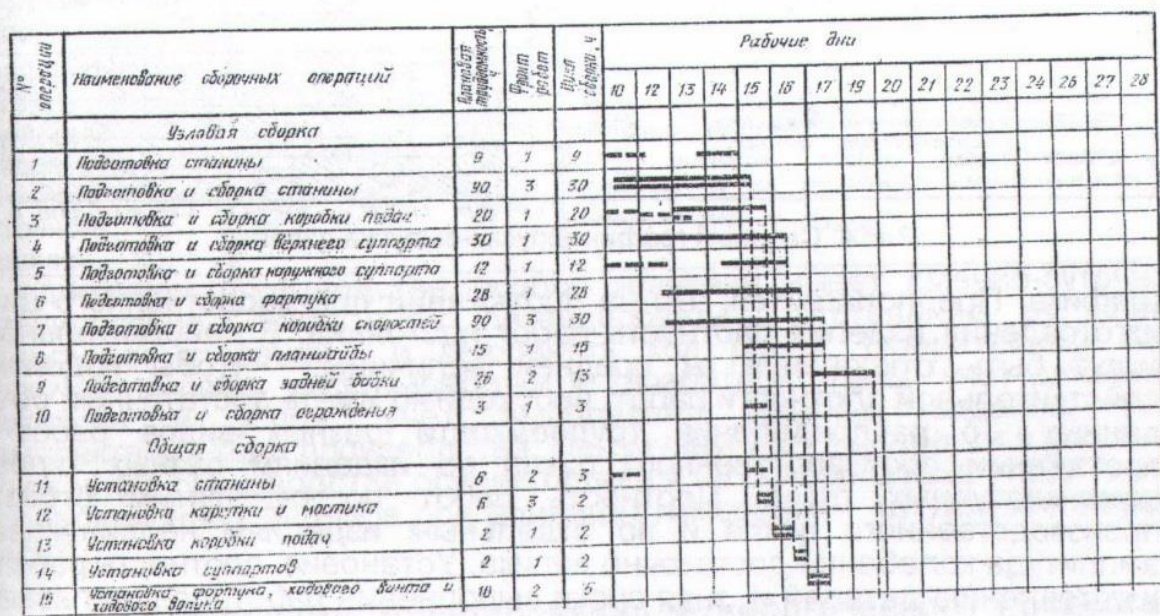 № операции Наименование сборочных операций Плановая трудоемкость, ч Фронт работ Цикл сборки, ч Рабочие дни
10 12 13 14 15 16 17 19 20 21 22 23 24 26 27 28
Узловая сборка
1 Подготовка станины 9 1 9
2 Подготовка и сборка станины 90 3 30
3 Подготовка и сборка коробки подач 20 1 20
4 Подготовка и сборка верхнего суппорта 30 1 30
5 Подготовка и сборка наружного суппорта 12 1 12
6 Подготовка и сборка фартука 28 1 28
7 Подготовка и сборка коробки скоростей 90 3 30
8 Подготовка и сборка планшайбы 15 1 15
9 Подготовка и сборка задней бабки 26 2 13
10 Подготовка и сборка ограждения 3 1 3
Общая сборка
11 Установка станины 6 2 3
12 Установка каретки и мостика 6 3 2
13 Установка коробки подач 2 1 2
14 Установка суппортов 2 1 2
15 Установка фартука, ходового винта и 10 2 5
ходового валика